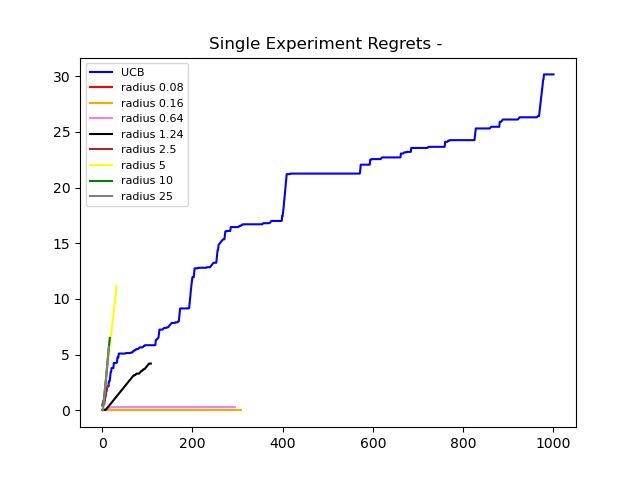 Single Experiment Regrets -
UCB
radius 0.08
radius 0.16
radius 0.64
radius 1.24
radius 2.5
radius 5
radius 10
radius 25
30
25
20
15
10
5
0
0 200 400 600 800 1000